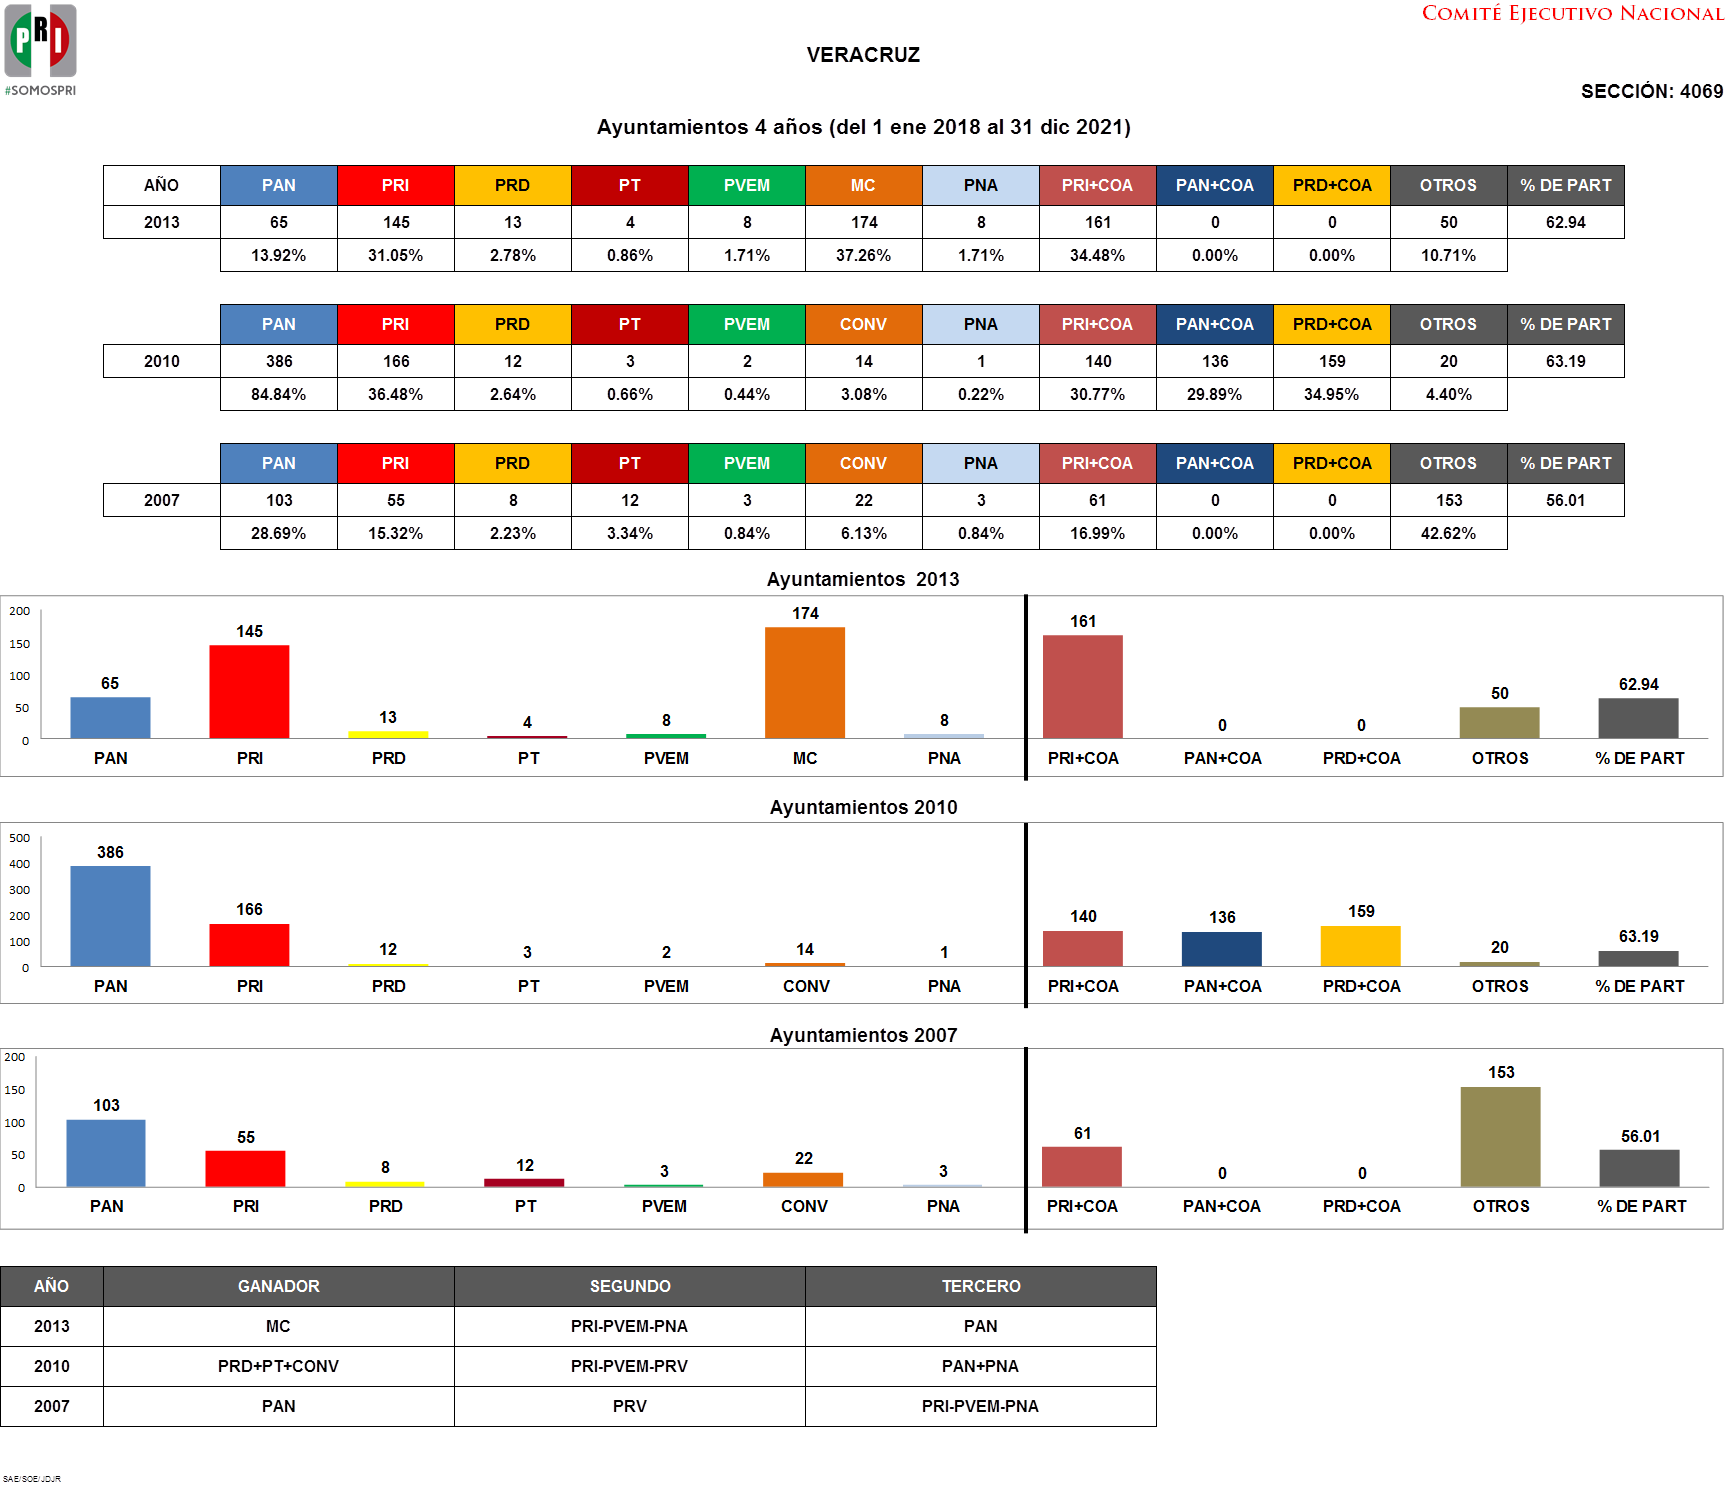 PRI
#SOMOSPRI
COMITÉ EJECUTIVO NACIONAL
VERACRUZ
SECCIÓN: 4069
Ayuntamientos 4 años (del 1 ene 2018 al 31 dic 2021)
AÑO PAN PRI PRD PT PVEM MC PNA PRI+COA PAN+COA PRD+COA OTROS % DE PART
2013 65 145 13 4 8 174 8 161 0 0 50 62.94
13.92% 31.05% 2.78% 0.86% 1.71% 37.26% 1.71% 34.48% 0.00% 0.00% 10.71%
PAN PRI PRD PT PVEM CONV PNA PRI+COA PAN+COA PRD+COA OTROS % DE PART
2010 386 166 12 3 2 14 1 140 136 159 20 63.19
84.84% 36.48% 2.64% 0.66% 0.44% 3.08% 0.22% 30.77% 29.89% 34.95% 4.40%
PAN PRI PRD PT PVEM CONV PNA PRI+COA PAN+COA PRD+COA OTROS % DE PART
2007 103 55 8 12 3 22 3 61 0 0 153 56.01
28.69% 15.32% 2.23% 3.34% 0.84% 6.13% 0.84% 16.99% 0.00% 0.00% 42.62%
Ayuntamientos 2013
200
150
100
50
0
65 145 13 4 8 174 8 161 0 0 50 62.94
PAN PRI PRD PT PVEM MC PNA PRI+COA PAN+COA PRD+COA OTROS % DE PART
Ayuntamientos 2010
500
400
300
200
100
0
386 166 12 3 2 14 1 140 136 159 20 63.19
PAN PRI PRD PT PVEM CONV PNA PRI+COA PAN+COA PRD+COA OTROS % DE PART
Ayuntamientos 2007
200
150
100
50
0
103 55 8 12 3 22 3 61 0 0 153 56.01
PAN PRI PRD PT PVEM CONV PNA PRI+COA PAN+COA PRD+COA OTROS % DE PART
AÑO GANADOR SEGUNDO TERCERO
2013 MC PRI-PVEM-PNA PAN
2010 PRD+PT+CONV PRI-PVEM-PRV PAN+PNA
2007 PAN PRV PRI-PVEM-PNA
SAE/SOE/JDJR